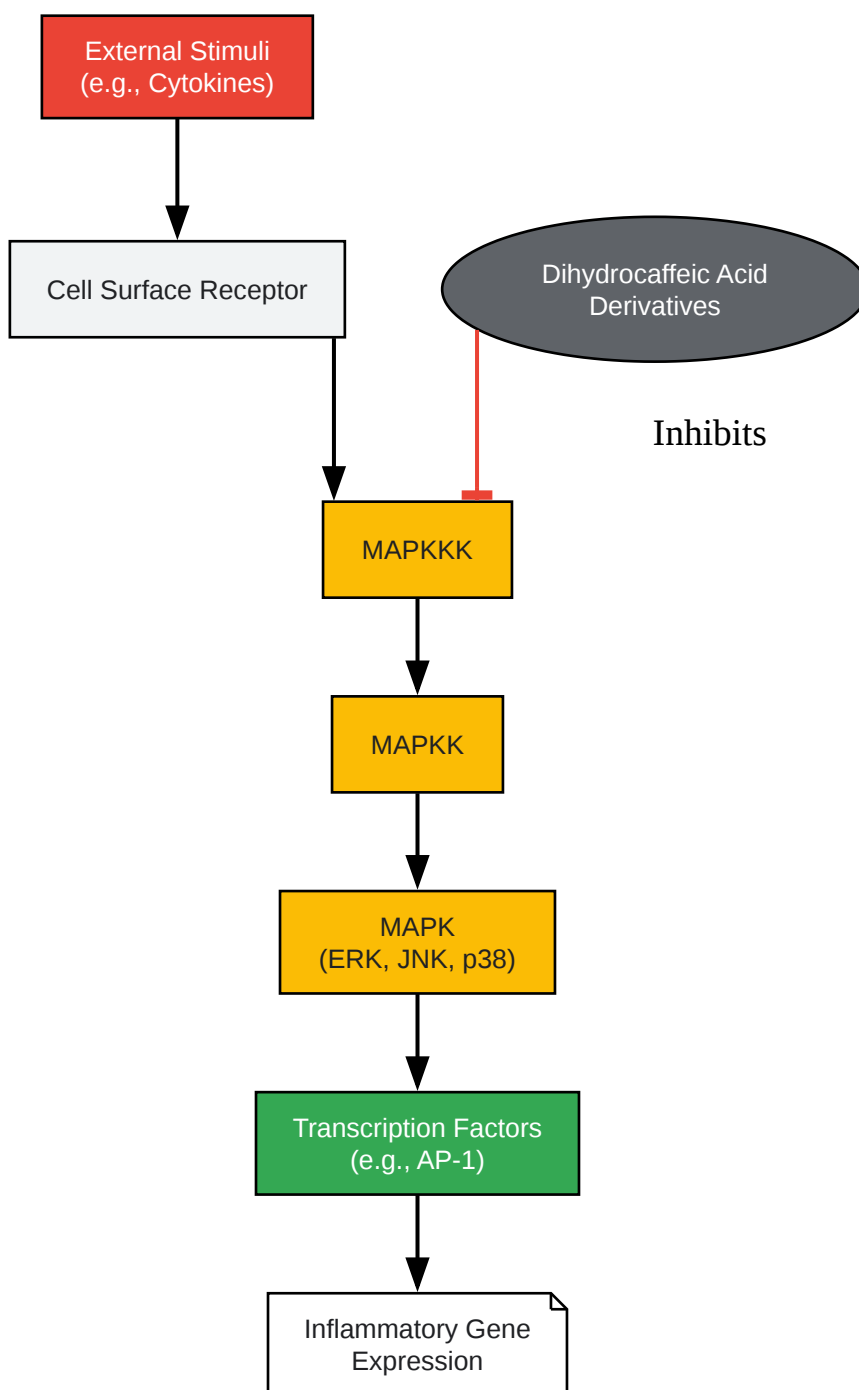 External Stimuli
(e.g., Cytokines)
Cell Surface Receptor
Dihydrocaffeic Acid
Derivatives
Inhibits
MAPKKK
MAPKK
MAPK
(ERK, JNK, p38)
Transcription Factors
(e.g., AP-1)
Inflammatory Gene
Expression